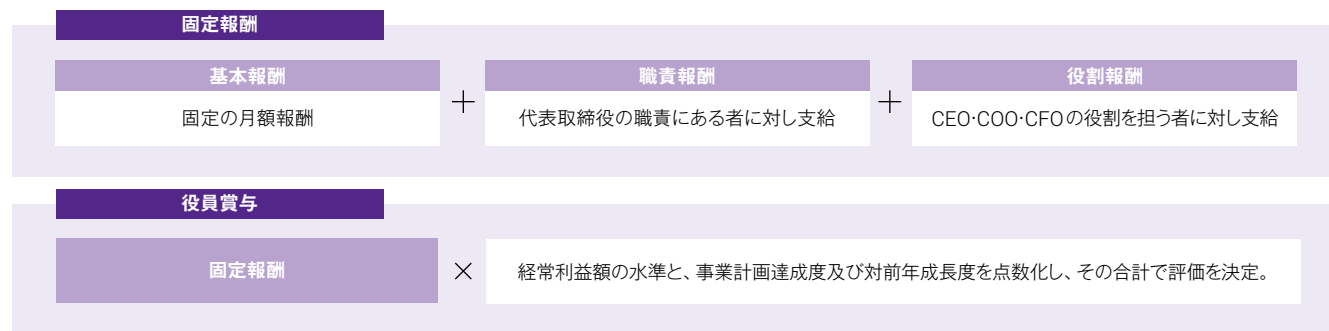 固定報酬
基本報酬
職責報酬
役割報酬
固定の月額報酬
+
代表取締役の職責にある者に対し支給
+
CEO·COO·CFOの役割を担う者に対し支給
役員賞与
固定報酬
×
経常利益額の水準と、事業計画達成度及び対前年成長度を点数化し、その合計で評価を決定。